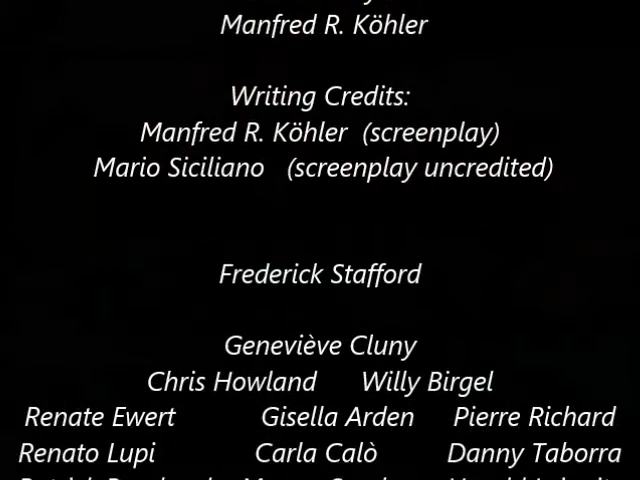 Manfred R. Köhler
Writing Credits:
Manfred R. Köhler (screenplay)
Mario Siciliano (screenplay uncredited)
Frederick Stafford
Geneviève Cluny
Chris Howland Willy Birgel
Renate Ewert Gisella Arden Pierre Richard
Renato Lupi Carla Calò Danny Taborra